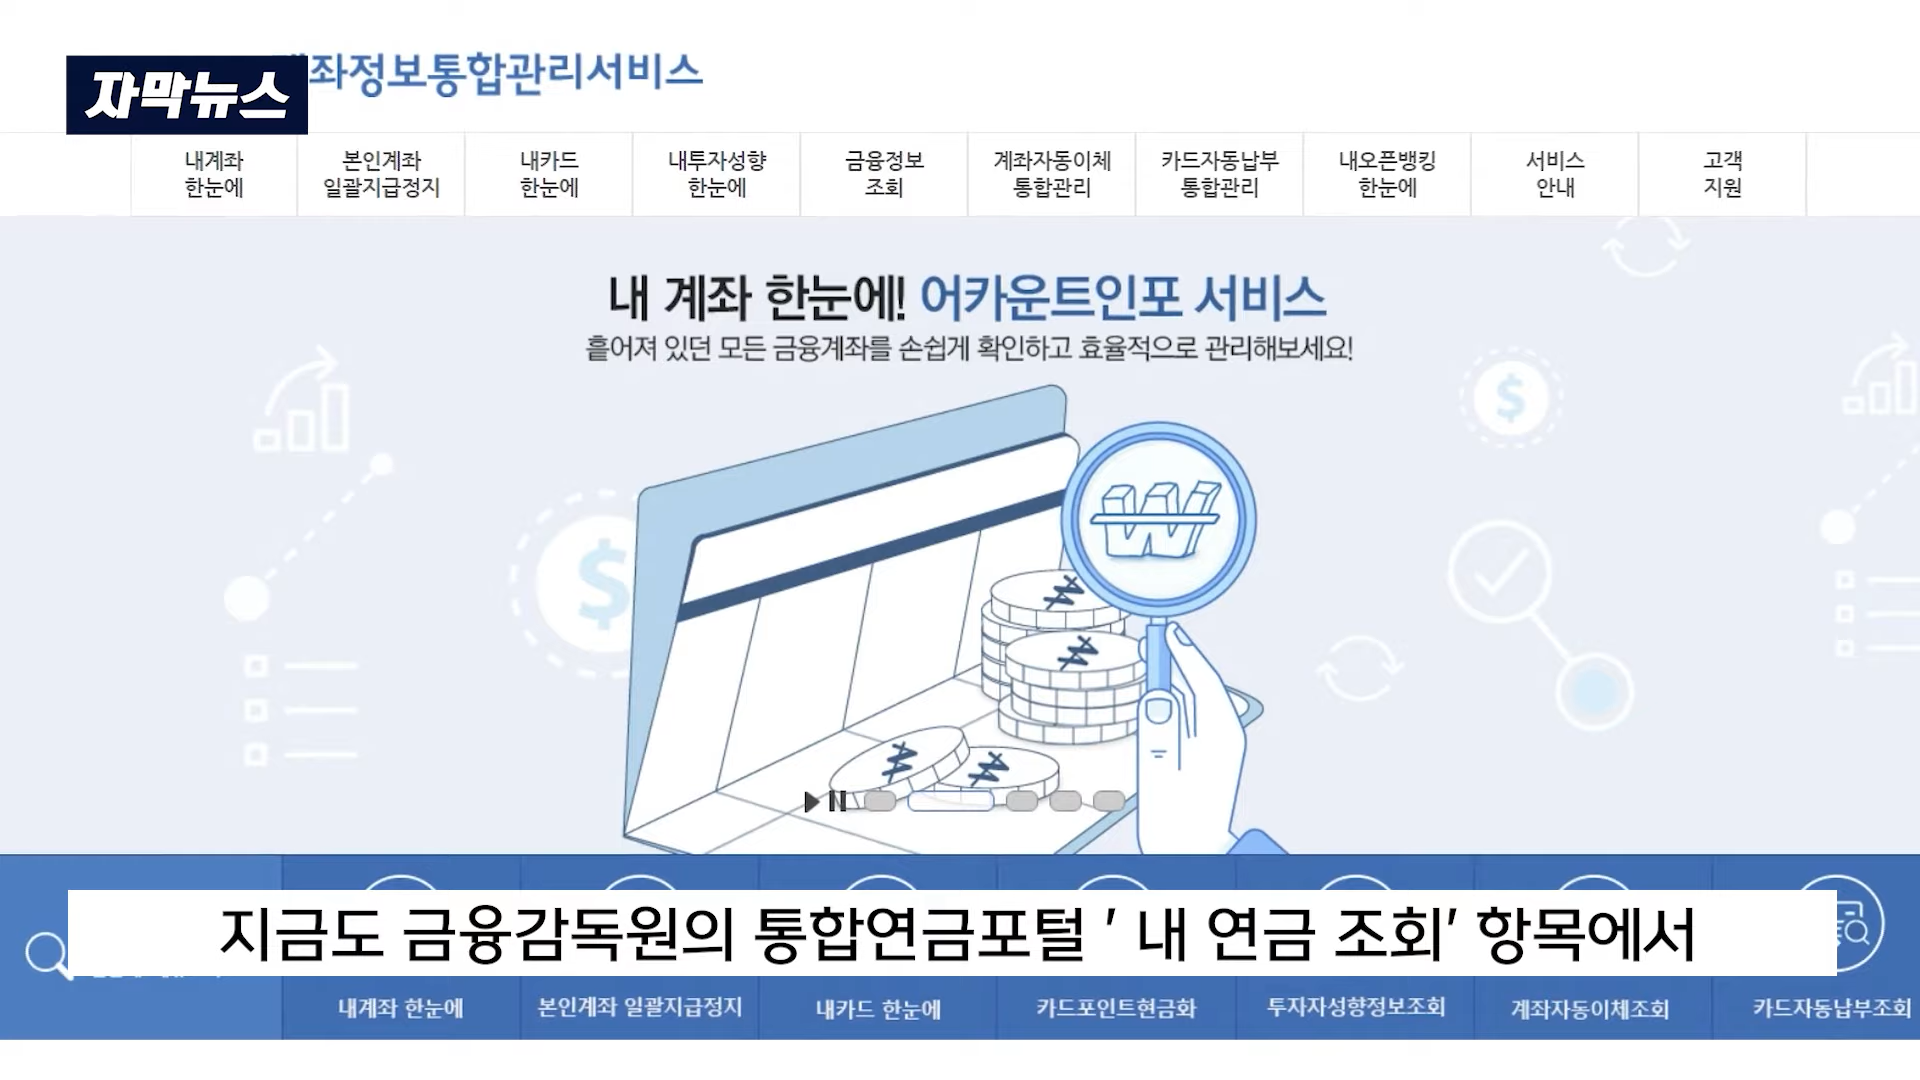 자막뉴스
좌정보통합관리서비스
내계좌
한눈에
본인계좌
일괄지급정지
내카드
한눈에
내투자성향
한눈에
금융정보
조회
계좌자동이체
통합관리
카드자동납부
통합관리
내오픈뱅킹
한눈에
서비스
안내
고객
지원
내 계좌 한눈에! 어카운트인포 서비스
흩어져 있던 모든 금융계좌를 손쉽게 확인하고 효율적으로 관리해보세요!
지금도 금융감독원의 통합연금포털 ' 내 연금 조회' 항목에서
내계좌 한눈에
본인계좌 일괄지급정지
내카드 한눈에
카드포인트현금화
투자자성향정보조회
계좌자동이체조회
카드자동납부조회